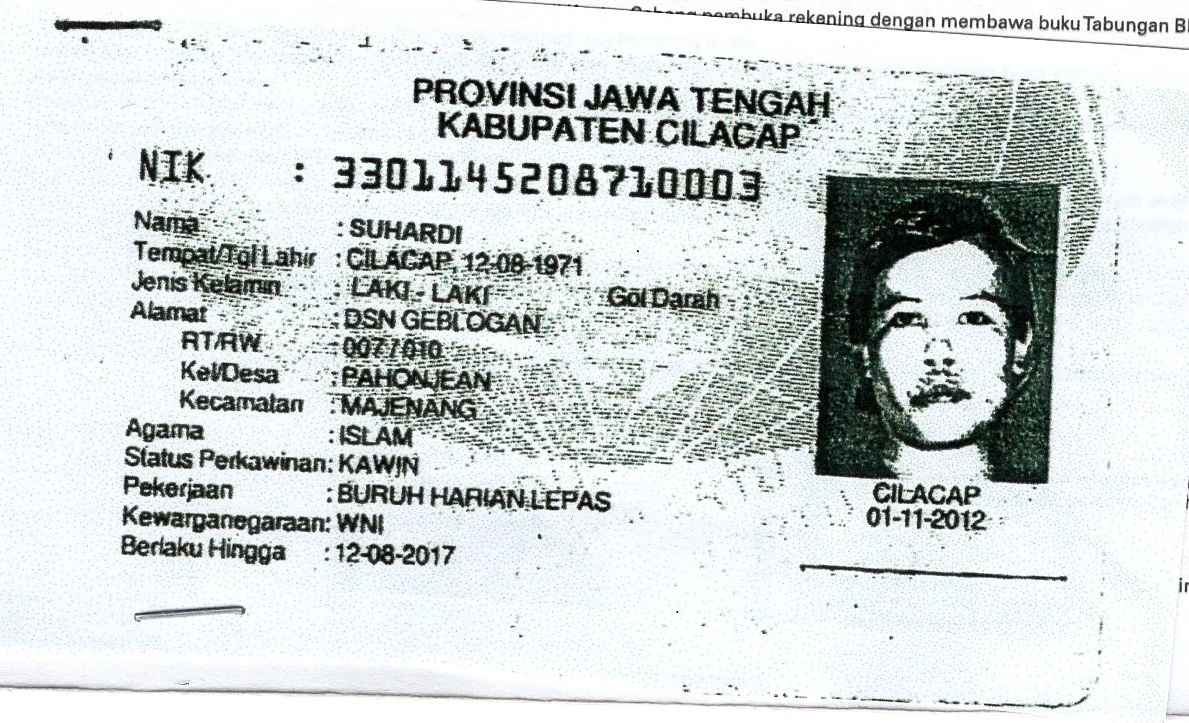 pembuka rekening dengan membawa buku Tabungan B
PROVINSI JAWA TENGAH
KABUPATEN CILACAP
NIK : 3301145208710003
Nama : SUHARDI
Tempat/Tgl Lahir : CILACAP, 12-08-1971
Jenis Kelamin : LAKI - LAKI Gol Darah
Alamat : DSN GEBLOGAN
RT/RW : 007/010
Kel/Desa : PAHONJEAN
Kecamatan : MAJENANG
Agama : ISLAM
Status Perkawinan: KAWIN
Pekerjaan : BURUH HARIAN LEPAS
Kewarganegaraan: WNI
Berlaku Hingga : 12-08-2017
CILACAP
01-11-2012